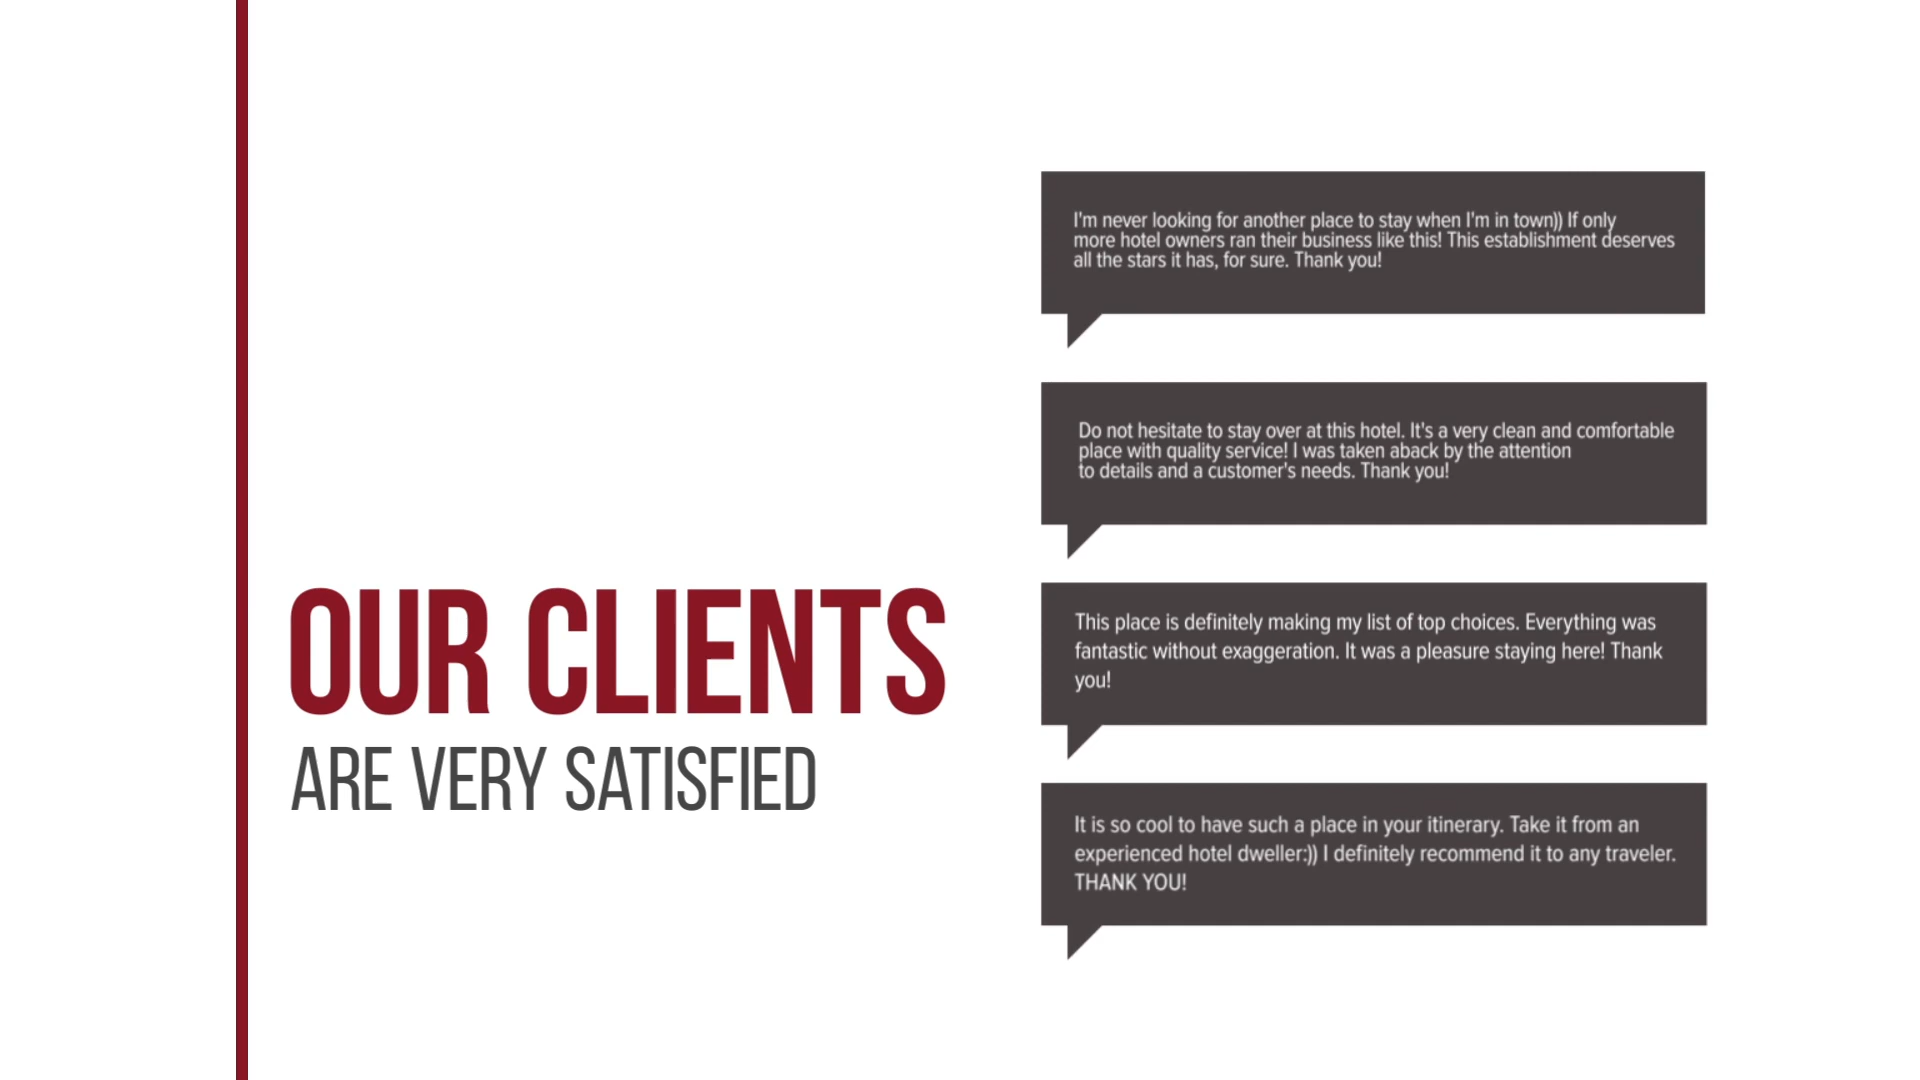 OUR CLIENTS
ARE VERY SATISFIED
I'm never looking for another place to stay when I'm in town)) If only
more hotel owners ran their business like this! This establishment deserves
all the stars it has, for sure. Thank you!
Do not hesitate to stay over at this hotel. It's a very clean and comfortable
place with quality service! I was taken aback by the attention
to details and a customer's needs. Thank you!
This place is definitely making my list of top choices. Everything was
fantastic without exaggeration. It was a pleasure staying here! Thank
you!
It is so cool to have such a place in your itinerary. Take it from an
experienced hotel dweller:)) I definitely recommend it to any traveler.
THANK YOU!